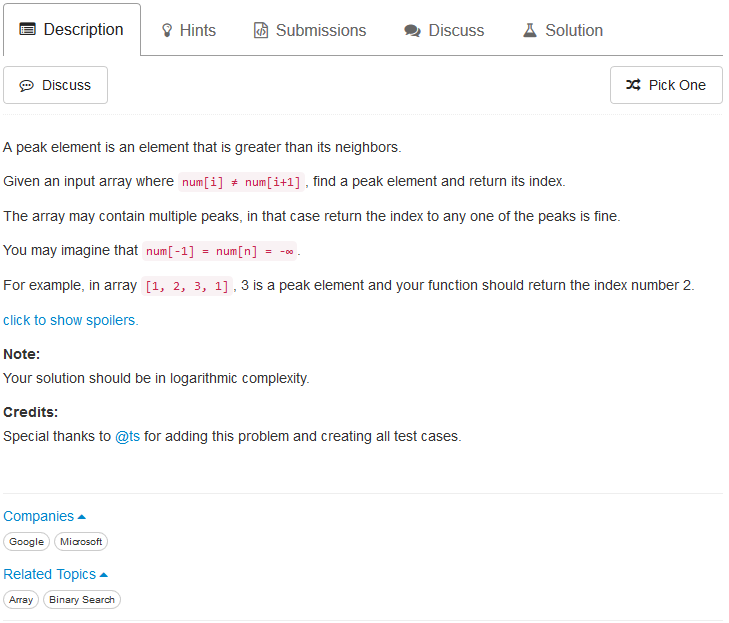 Description Hints Submissions Discuss Solution
Discuss Pick One
A peak element is an element that is greater than its neighbors.
Given an input array where num[i] ≠ num[i+1], find a peak element and return its index.
The array may contain multiple peaks, in that case return the index to any one of the peaks is fine.
You may imagine that num[-1] = num[n] = -∞.
For example, in array [1, 2, 3, 1], 3 is a peak element and your function should return the index number 2.
click to show spoilers.
Note:
Your solution should be in logarithmic complexity.
Credits:
Special thanks to @ts for adding this problem and creating all test cases.
Companies
Google Microsoft
Related Topics
Array Binary Search